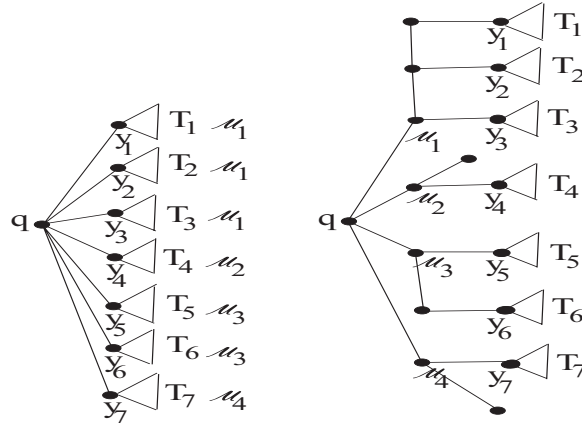 q
T1 μ1
y1
T2 μ1
y2
T3 μ1
y3
T4 μ2
y4
T5 μ3
y5
T6 μ3
y6
T7 μ4
y7
T1
y1
T2
y2
T3
μ1 y3
T4
μ2 y4
q
T5
μ3 y5
T6
y6
T7
μ4 y7